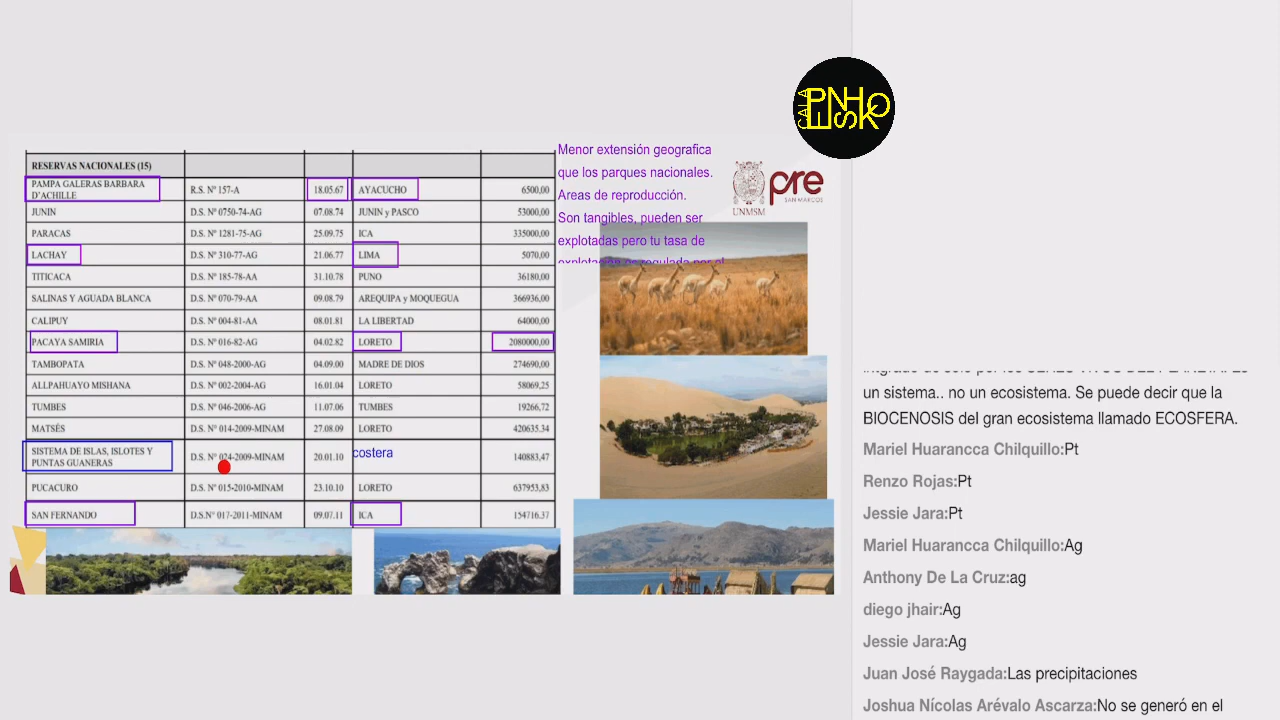 CALA
PEN HO SK
RESERVAS NACIONALES (15)
PAMPA GALERAS BARBARA D'ACHILLE R.S. Nº 157-A 18.05.67 AYACUCHO 6500,00
JUNIN D.S. Nº 0750-74-AG 07.08.74 JUNIN y PASCO 53000,00
PARACAS D.S. Nº 1281-75-AG 25.09.75 ICA 335000,00
LACHAY D.S. Nº 310-77-AG 21.06.77 LIMA 5070,00
TITICACA D.S. Nº 185-78-AA 31.10.78 PUNO 36180,00
SALINAS Y AGUADA BLANCA D.S. Nº 070-79-AA 09.08.79 AREQUIPA y MOQUEGUA 366936,00
CALIPUY D.S. Nº 004-81-AA 08.01.81 LA LIBERTAD 64000,00
PACAYA SAMIRIA D.S. Nº 016-82-AG 04.02.82 LORETO 2080000,00
TAMBOPATA D.S. Nº 048-2000-AG 04.09.00 MADRE DE DIOS 274690,00
ALLPAHUAYO MISHANA D.S. Nº 002-2004-AG 16.01.04 LORETO 58069,25
TUMBES D.S. Nº 046-2006-AG 11.07.06 TUMBES 19266,72
MATSÉS D.S. Nº 014-2009-MINAM 27.08.09 LORETO 420635,34
SISTEMA DE ISLAS, ISLOTES Y PUNTAS GUANERAS D.S. Nº 024-2009-MINAM 20.01.10 costera 140883,47
PUCACURO D.S. Nº 015-2010-MINAM 23.10.10 LORETO 637953,83
SAN FERNANDO D.S.Nº 017-2011-MINAM 09.07.11 ICA 154716.37
Menor extensión geografica
que los parques nacionales.
Areas de reproducción.
Son tangibles, pueden ser
explotadas pero tu tasa de
explotación es regulada por el
UNMSM
pre
SAN MARCOS
un sistema.. no un ecosistema. Se puede decir que la
BIOCENOSIS del gran ecosistema llamado ECOSFERA.
Mariel Huarancca Chilquillo:Pt
Renzo Rojas:Pt
Jessie Jara:Pt
Mariel Huarancca Chilquillo:Ag
Anthony De La Cruz:ag
diego jhair:Ag
Jessie Jara:Ag
Juan José Raygada:Las precipitaciones
Joshua Nícolas Arévalo Ascarza:No se generó en el